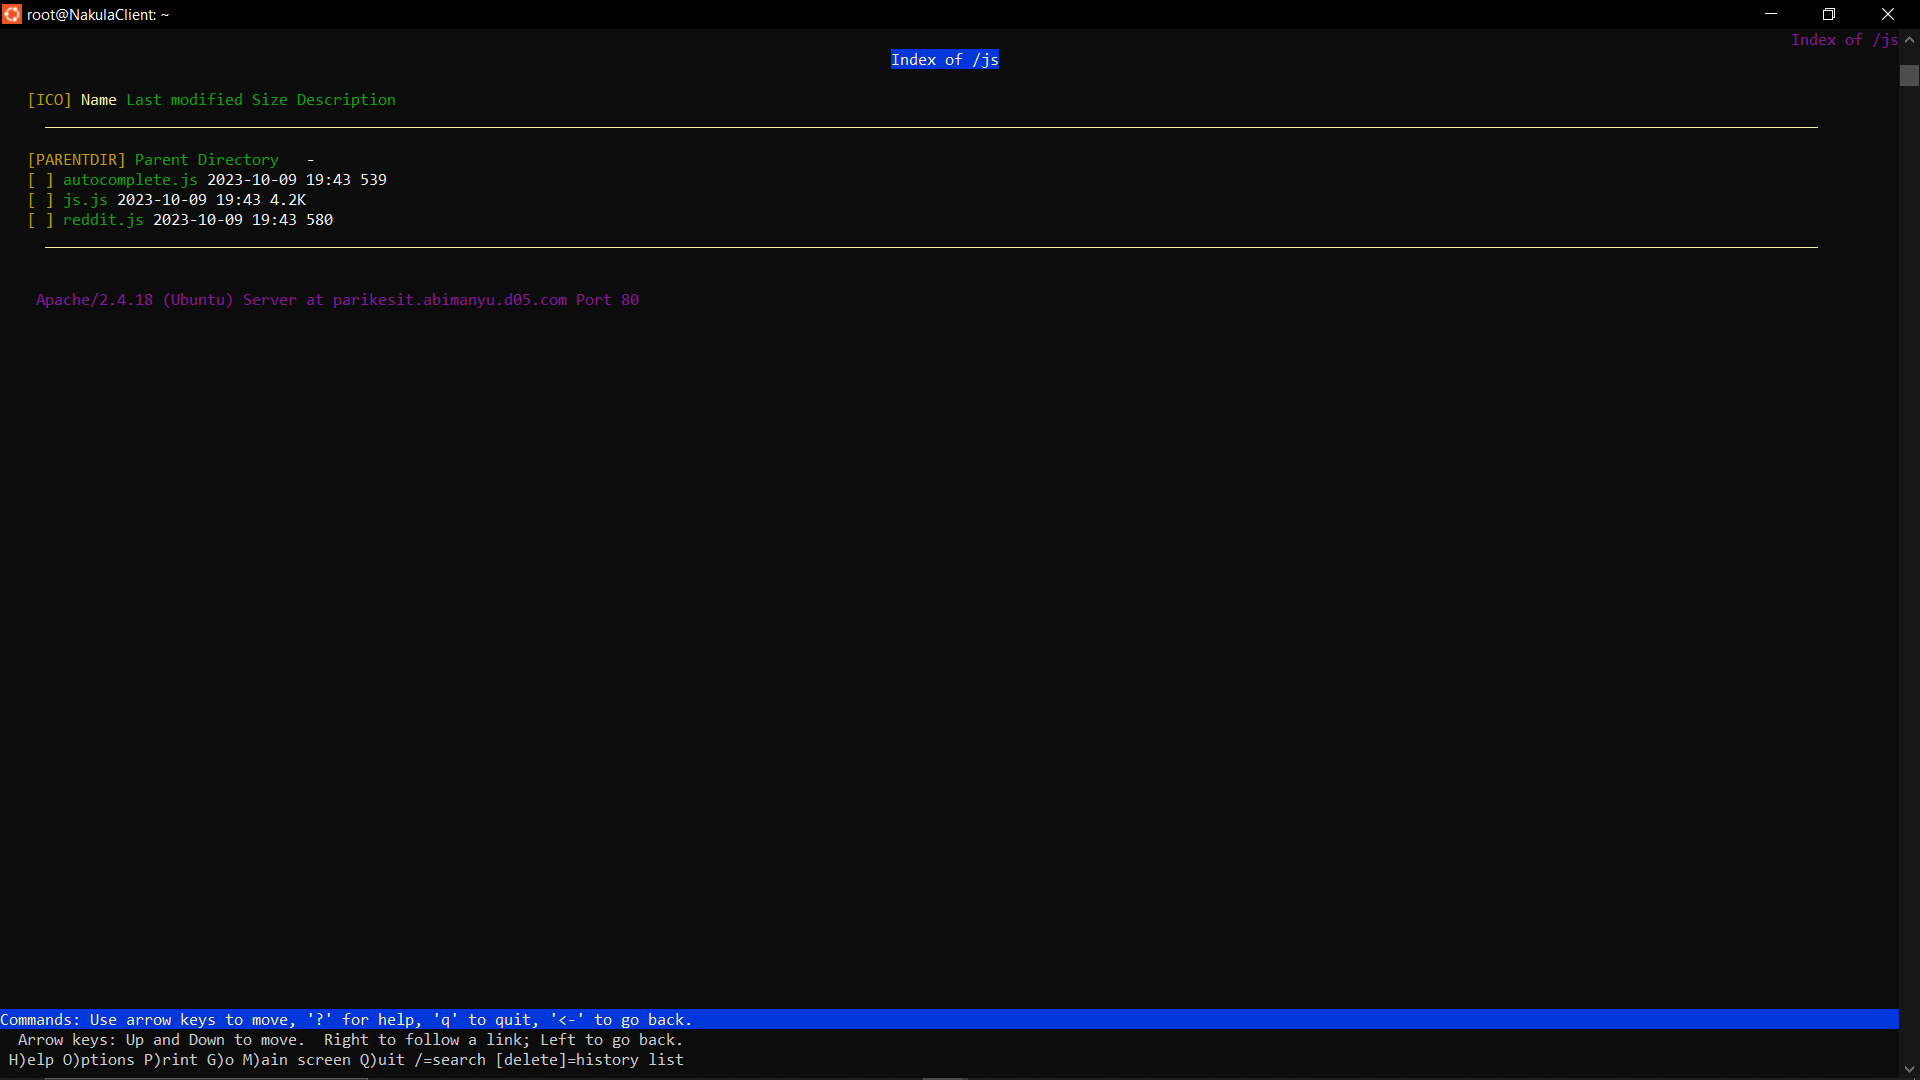 root@NakulaClient: ~
Index of /js
Index of /js
[ICO] Name Last modified Size Description
[PARENTDIR] Parent Directory   -
[ ] autocomplete.js 2023-10-09 19:43 539
[ ] js.js 2023-10-09 19:43 4.2K
[ ] reddit.js 2023-10-09 19:43 580
Apache/2.4.18 (Ubuntu) Server at parikesit.abimanyu.d05.com Port 80
Commands: Use arrow keys to move, '?' for help, 'q' to quit, '<-' to go back.
Arrow keys: Up and Down to move.  Right to follow a link; Left to go back.
H)elp O)ptions P)rint G)o M)ain screen Q)uit /=search [delete]=history list